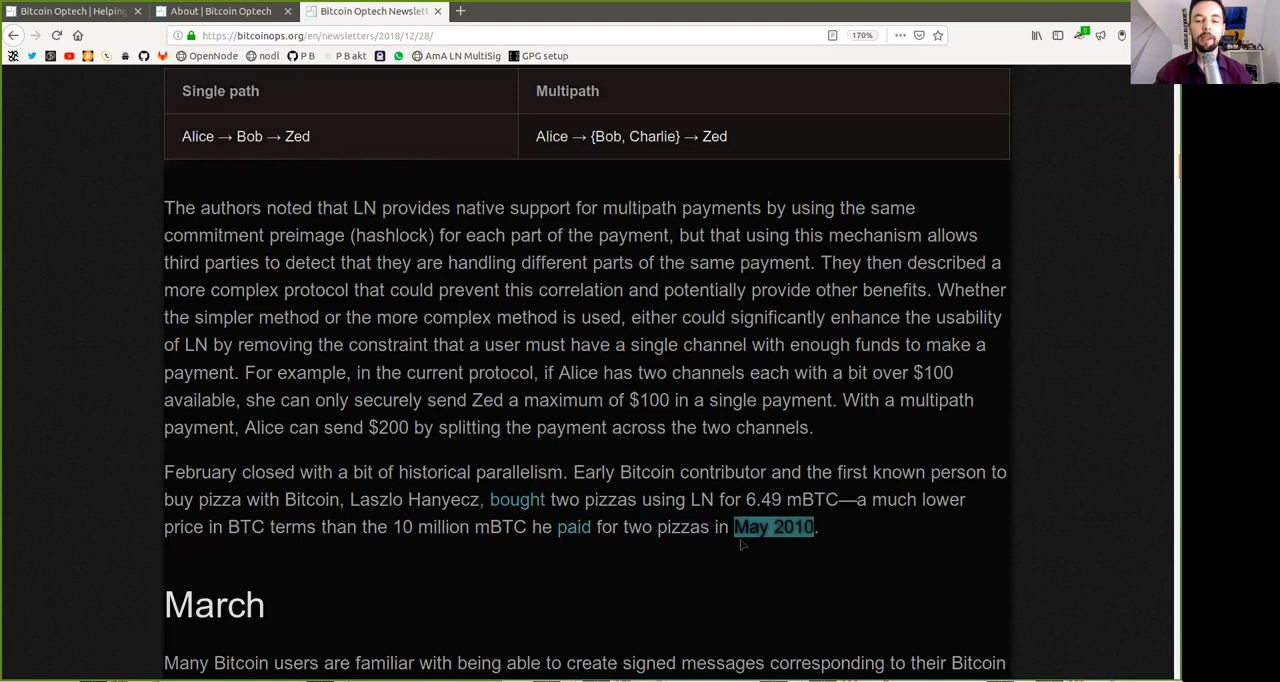 Bitcoin Optech | Helping
About | Bitcoin Optech
Bitcoin Optech Newslett
https://bitcoinops.org/en/newsletters/2018/12/28/
170%
OpenNode
nodl
P B
P B akt
AmA LN MultiSig
GPG setup
Single path
Multipath
Alice → Bob → Zed
Alice → {Bob, Charlie} → Zed
The authors noted that LN provides native support for multipath payments by using the same
commitment preimage (hashlock) for each part of the payment, but that using this mechanism allows
third parties to detect that they are handling different parts of the same payment. They then described a
more complex protocol that could prevent this correlation and potentially provide other benefits. Whether
the simpler method or the more complex method is used, either could significantly enhance the usability
of LN by removing the constraint that a user must have a single channel with enough funds to make a
payment. For example, in the current protocol, if Alice has two channels each with a bit over $100
available, she can only securely send Zed a maximum of $100 in a single payment. With a multipath
payment, Alice can send $200 by splitting the payment across the two channels.
February closed with a bit of historical parallelism. Early Bitcoin contributor and the first known person to
buy pizza with Bitcoin, Laszlo Hanyecz, bought two pizzas using LN for 6.49 mBTC—a much lower
price in BTC terms than the 10 million mBTC he paid for two pizzas in May 2010.
March
Many Bitcoin users are familiar with being able to create signed messages corresponding to their Bitcoin